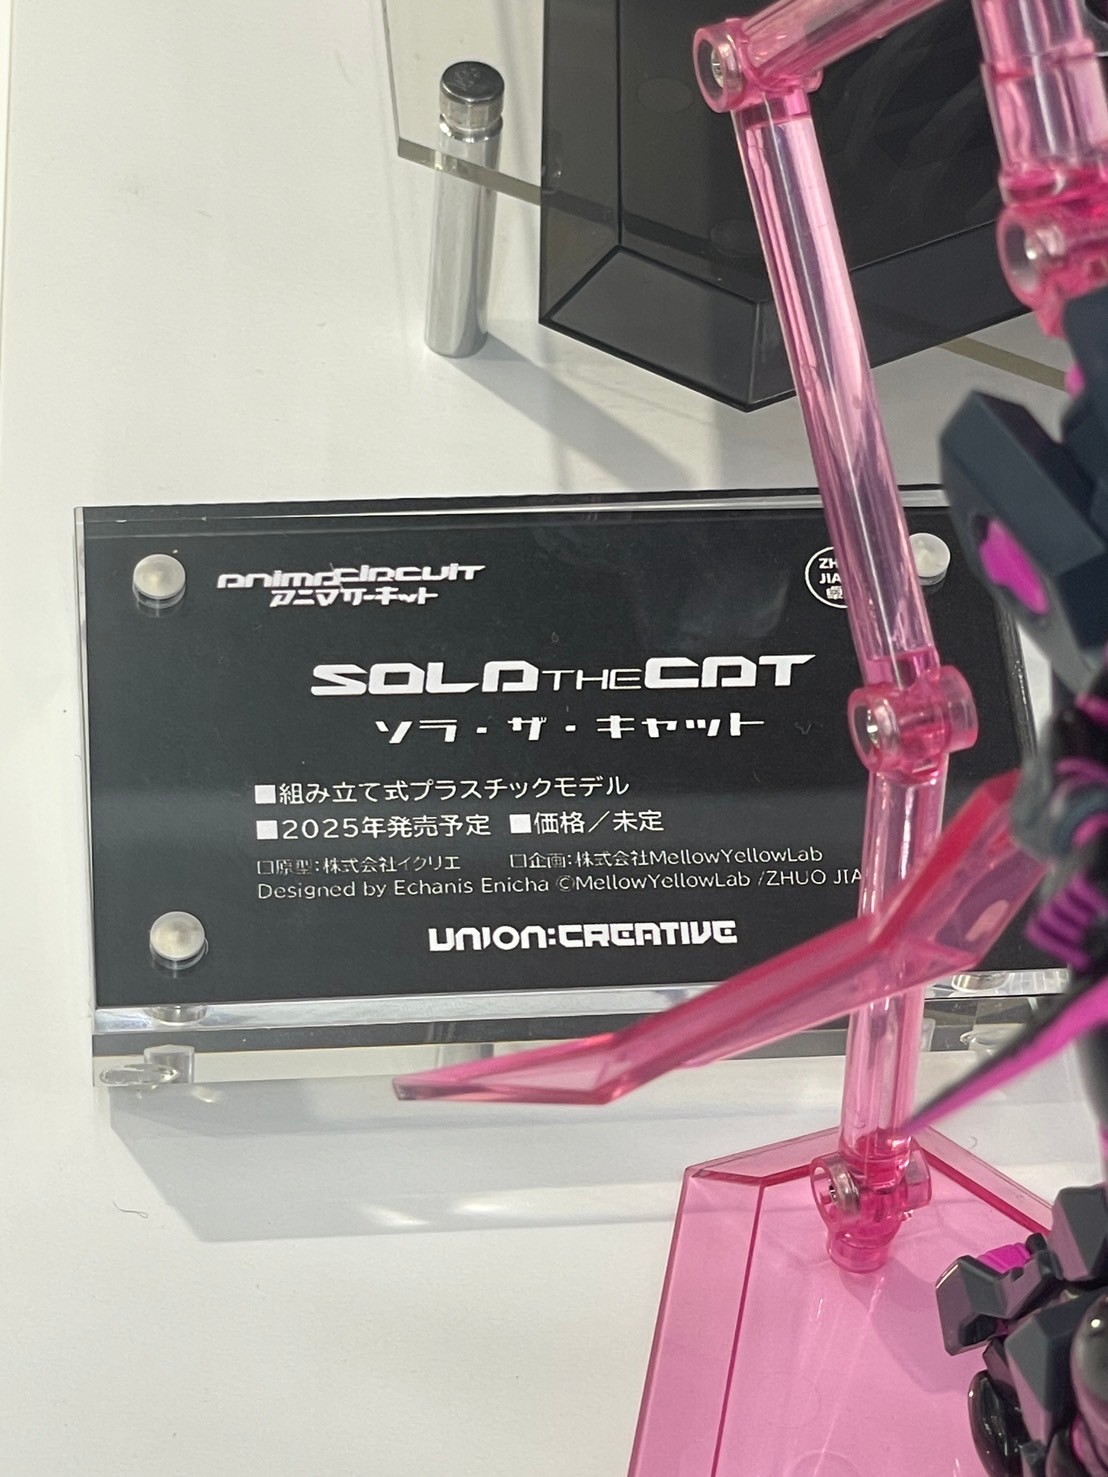 animacircuit
アニマサーキット
SOLA THE CAT
ソラ・ザ・キャット
■組み立て式プラスチックモデル
■2025年発売予定 ■価格／未定
□原型：株式会社イクリエ □企画：株式会社MellowYellowLab
Designed by Echanis Enicha ©MellowYellowLab /ZHUO
UNION:CREATIVE